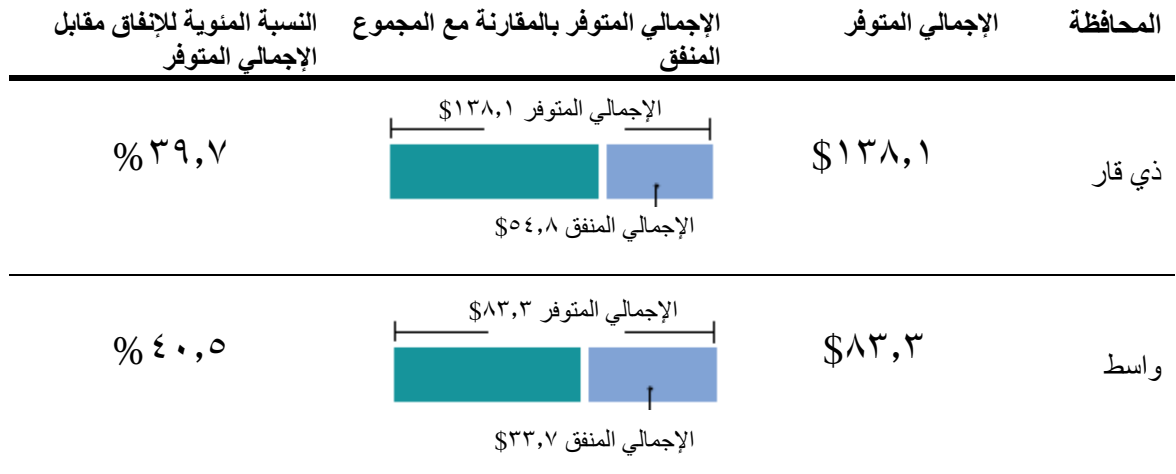 المحافظة الإجمالي المتوفر الإجمالي المتوفر بالمقارنة مع المجموع النسبة المئوية للإنفاق مقابل
المنفق الإجمالي المتوفر
الإجمالي المتوفر ١٣٨,١$
ذي قار $١٣٨,١ ٣٩,٧ %
الإجمالي المنفق ٥٤,٨$
الإجمالي المتوفر ٨٣,٣$
واسط $٨٣,٣ ٤٠,٥ %
الإجمالي المنفق ٣٣,٧$